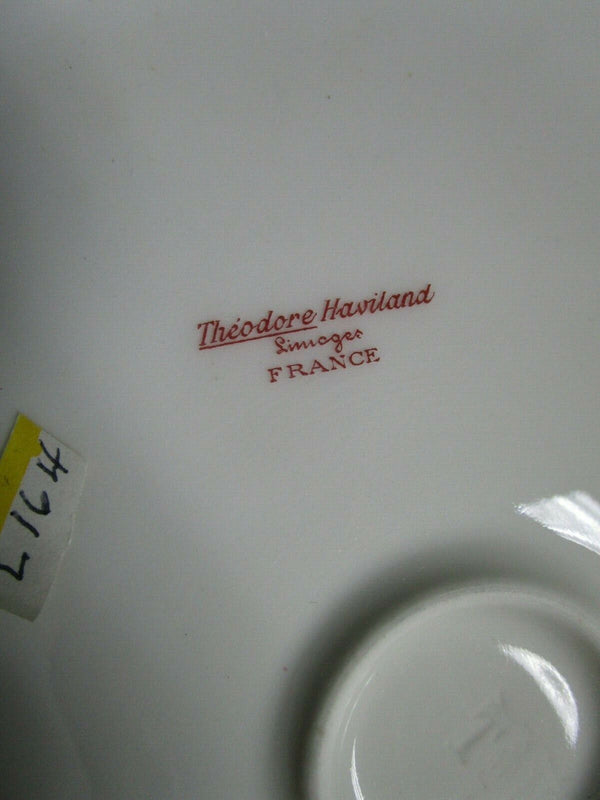 Théodore Haviland
Limoges
FRANCE
L164